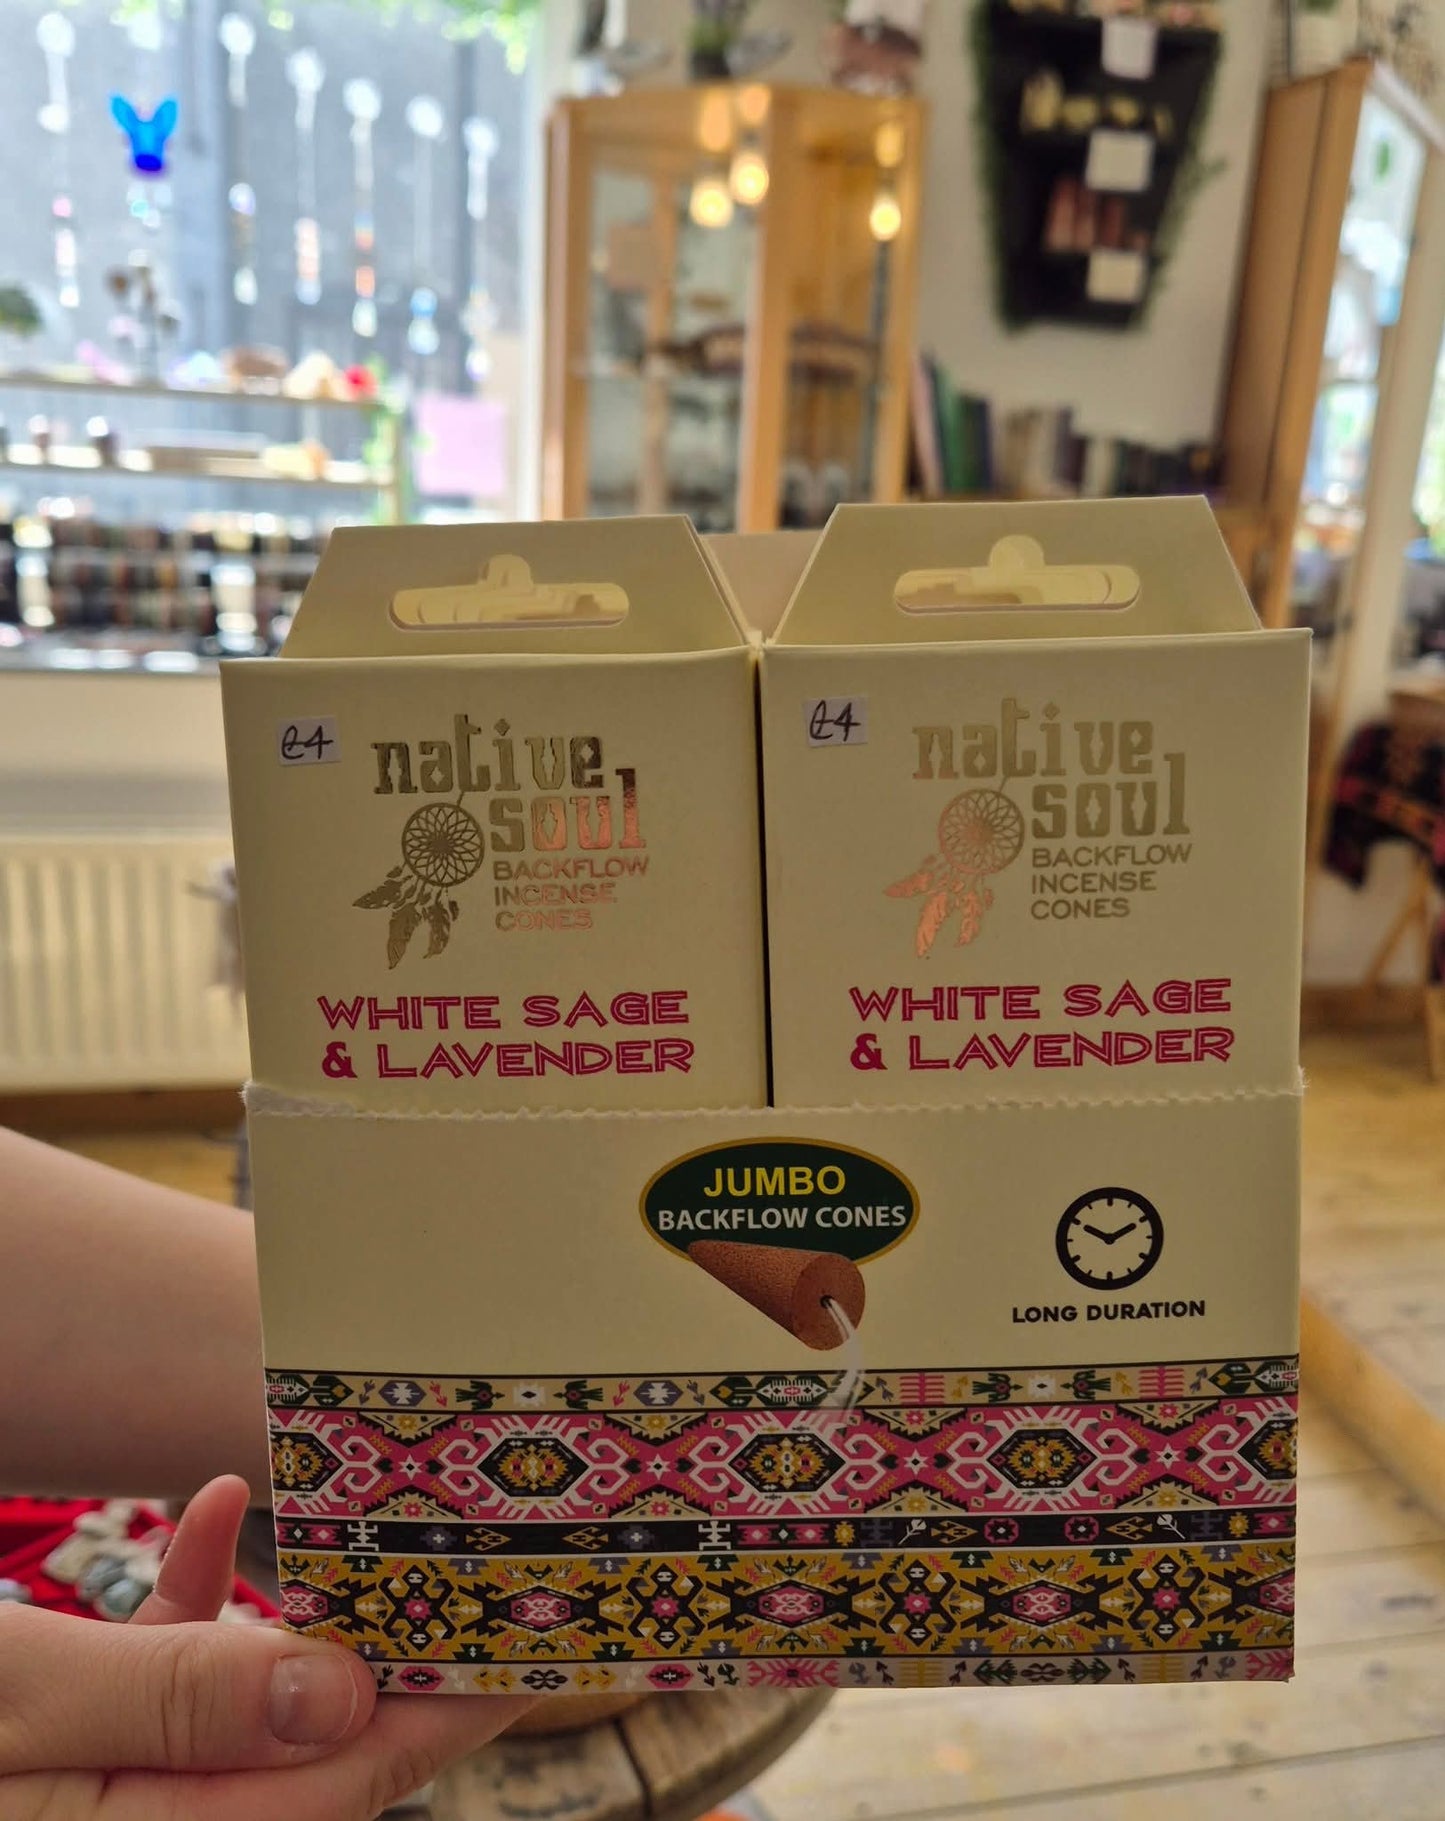 £4
native
soul
BACKFLOW
INCENSE
CONES
WHITE SAGE
& LAVENDER
£4
native
soul
BACKFLOW
INCENSE
CONES
WHITE SAGE
& LAVENDER
JUMBO
BACKFLOW CONES
LONG DURATION